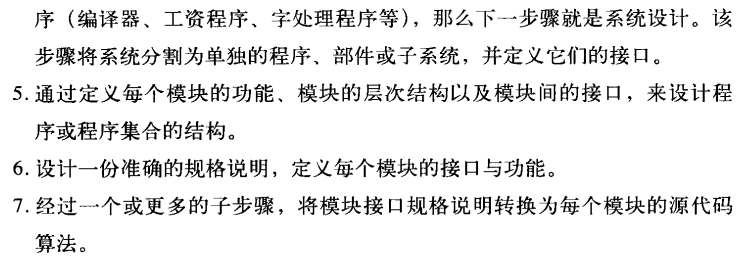 序（编译器、工资程序、字处理程序等），那么下一步骤就是系统设计。该
步骤将系统分割为单独的程序、部件或子系统，并定义它们的接口。
5. 通过定义每个模块的功能、模块的层次结构以及模块间的接口，来设计程
序或程序集合的结构。
6. 设计一份准确的规格说明，定义每个模块的接口与功能。
7. 经过一个或更多的子步骤，将模块接口规格说明转换为每个模块的源代码
算法。